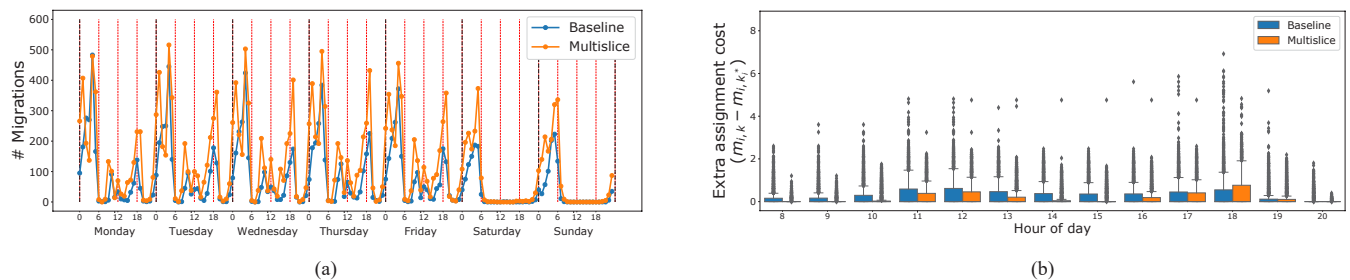 600
500
400
300
200
100
0
# Migrations
Baseline
Multislice
0 6 12 18 0 6 12 18 0 6 12 18 0 6 12 18 0 6 12 18 0 6 12 18 0 6 12 18
Monday Tuesday Wednesday Thursday Friday Saturday Sunday
(a)
8
6
4
2
0
Extra assignment cost
(m_{i,k} − m_{i,k_i^*})
Baseline
Multislice
8 9 10 11 12 13 14 15 16 17 18 19 20
Hour of day
(b)